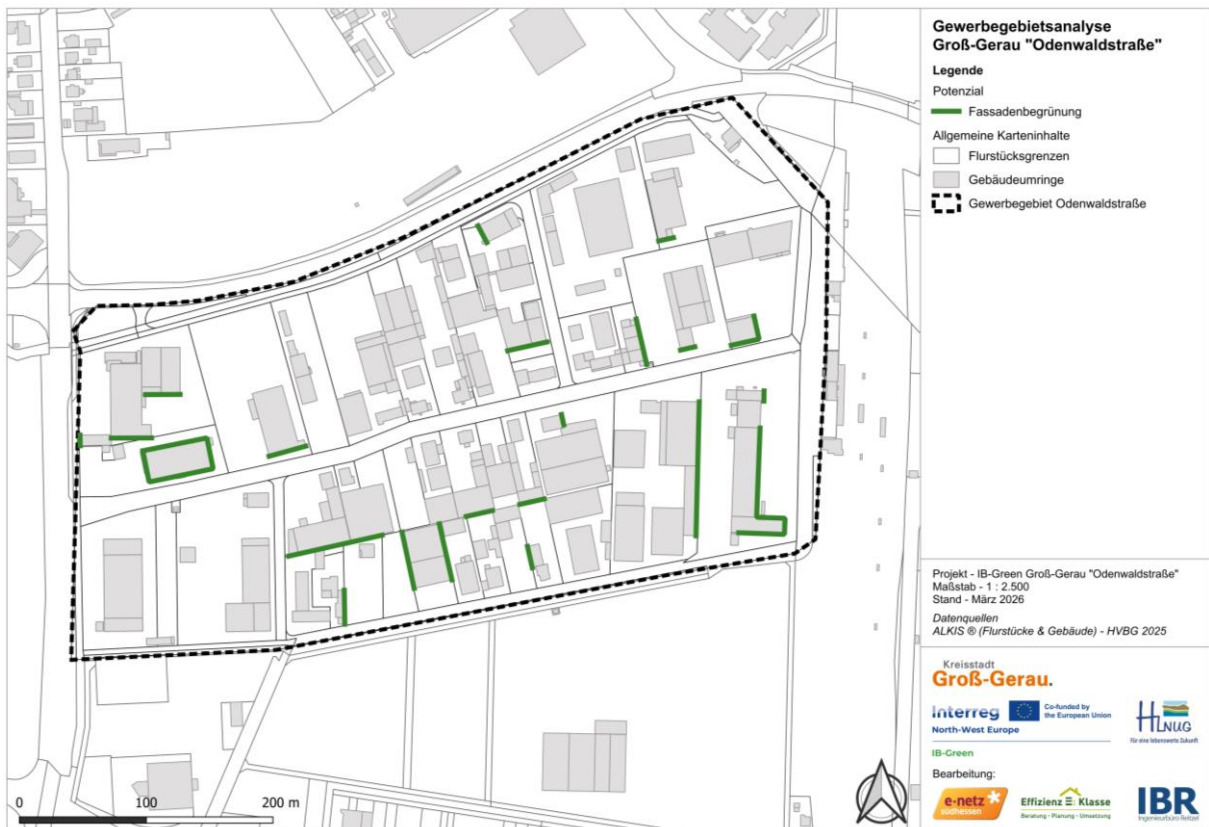 Gewerbegebietsanalyse
Groß-Gerau "Odenwaldstraße"
Legende
Potenzial
Fassadenbegrünung
Allgemeine Karteninhalte
Flurstücksgrenzen
Gebäudeumringe
Gewerbegebiet Odenwaldstraße
Projekt - IB-Green Groß-Gerau "Odenwaldstraße"
Maßstab - 1 : 2.500
Stand - März 2026
Datenquellen
ALKIS ® (Flurstücke & Gebäude) - HVBG 2025
Kreisstadt
Groß-Gerau.
Interreg
Co-funded by
the European Union
North-West Europe
HLNUG
Für eine lebenswerte Zukunft
IB-Green
Bearbeitung:
e-netz
südhessen
Effizienz Klasse
Beratung - Planung - Umsetzung
IBR
Ingenieurbüro Reitzel
0 100 200 m